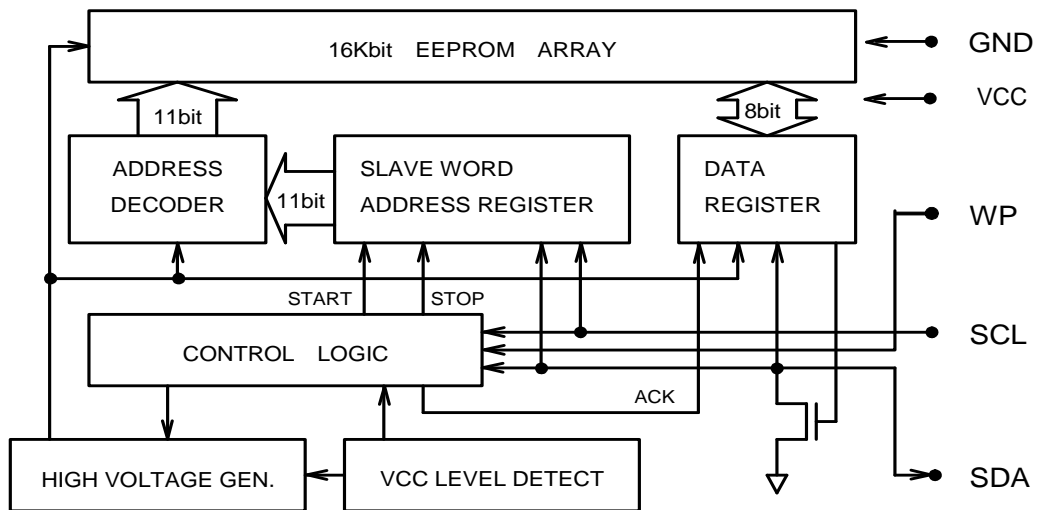 16Kbit EEPROM ARRAY
GND
VCC
11bit
8bit
ADDRESS
DECODER
11bit
SLAVE WORD
ADDRESS REGISTER
DATA
REGISTER
WP
START
STOP
SCL
CONTROL LOGIC
ACK
HIGH VOLTAGE GEN.
VCC LEVEL DETECT
SDA